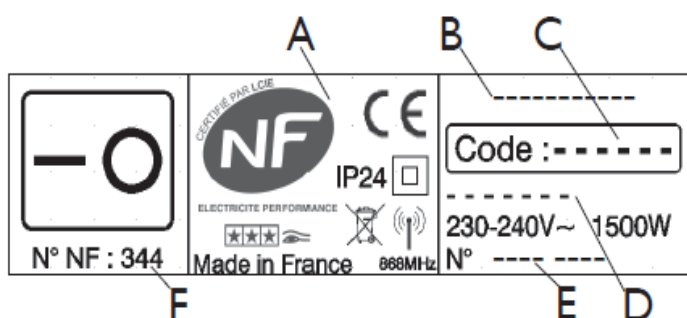 A
B
C
— O
CERTIFIÉ PAR LCIE
NF
CE
IP24
ELECTRICITE PERFORMANCE
Made in France
868MHz
N° NF : 344
------------
Code :------
--------
230-240V~ 1500W
N° ---- ----
F
E
D